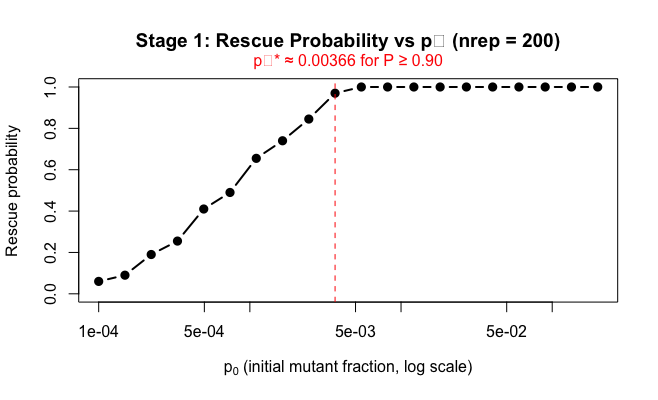 Stage 1: Rescue Probability vs p□ (nrep = 200)
p□* ≈ 0.00366 for P ≥ 0.90
Rescue probability
1.0
0.8
0.6
0.4
0.2
0.0
1e-04 5e-04 5e-03 5e-02
p₀ (initial mutant fraction, log scale)